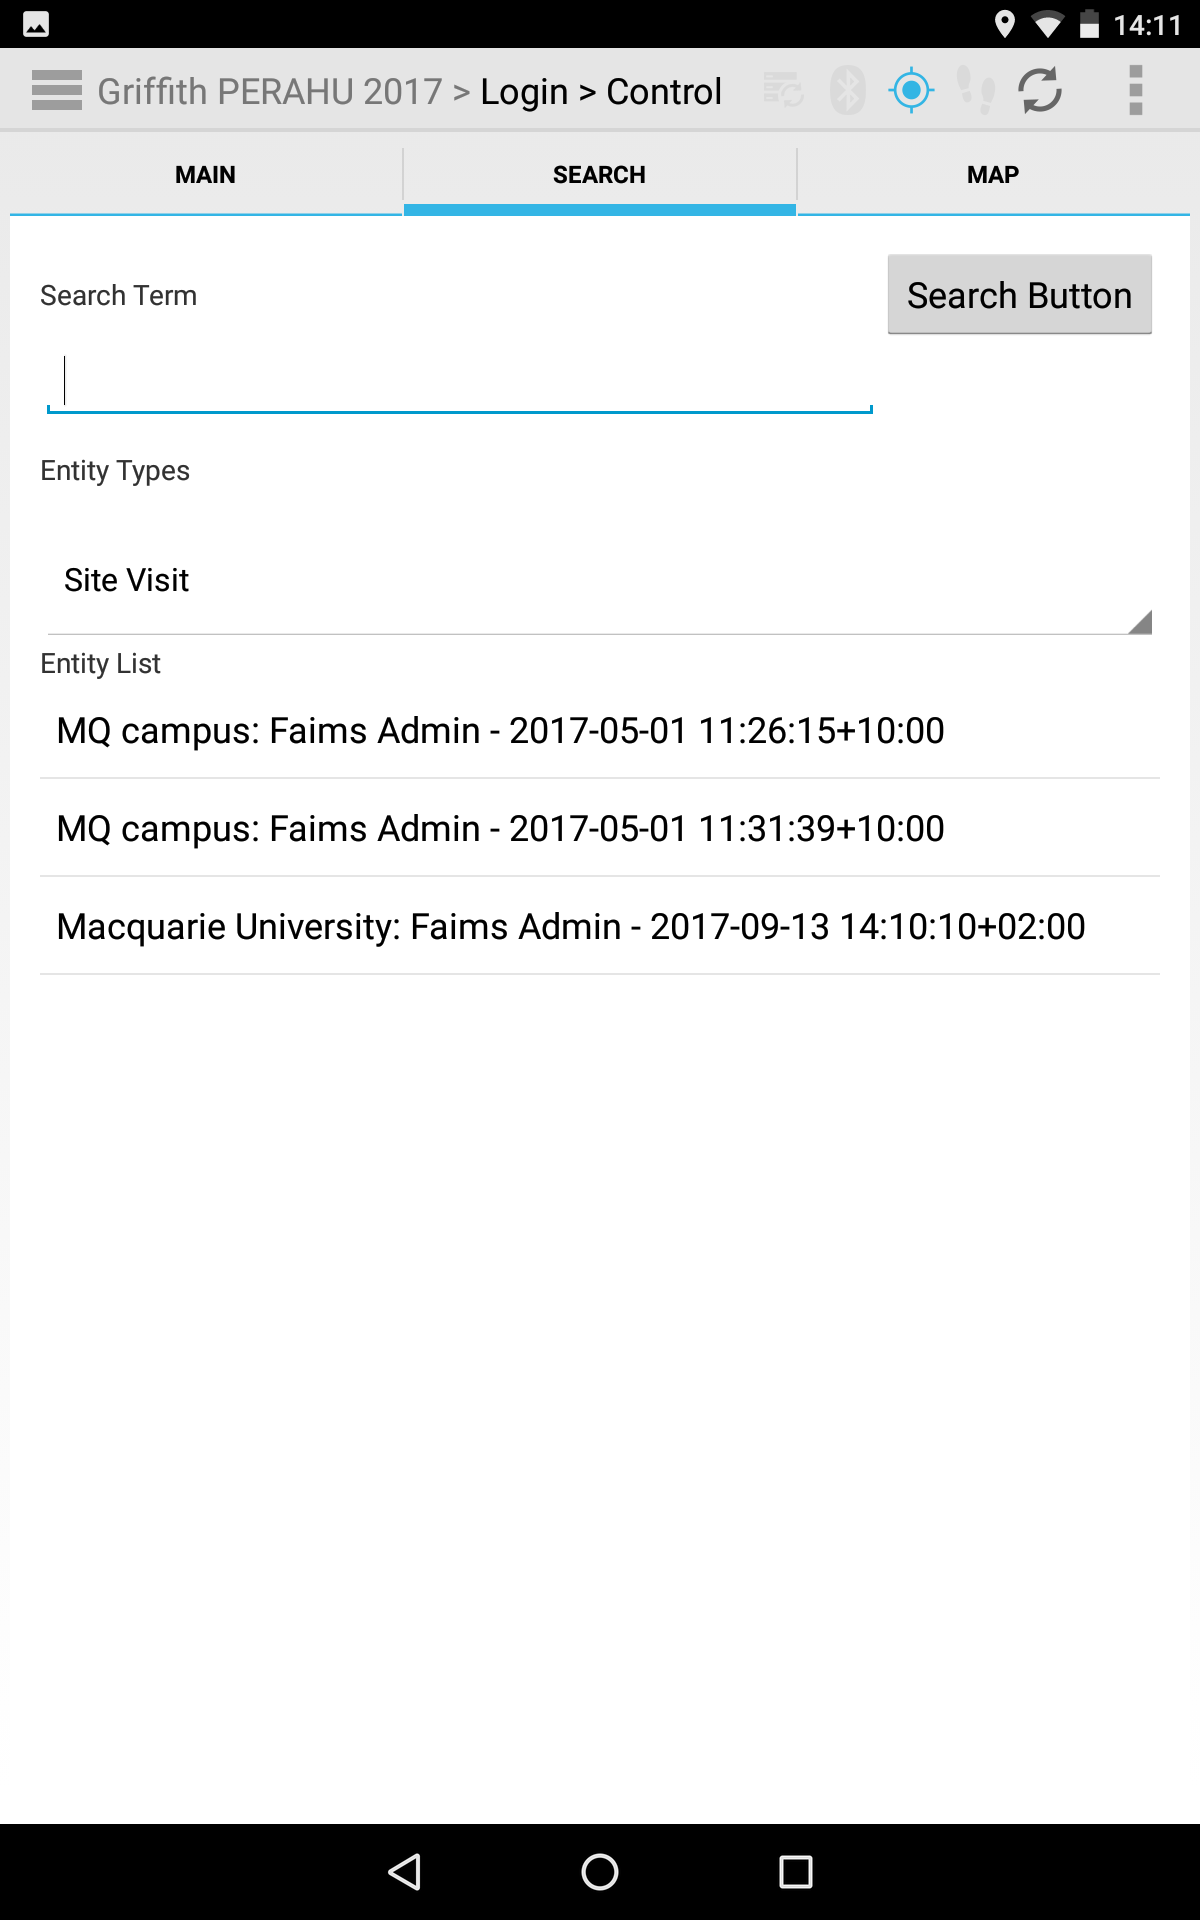 14:11
Griffith PERAHU 2017 > Login > Control
MAIN SEARCH MAP
Search Term
Search Button
Entity Types
Site Visit
Entity List
MQ campus: Faims Admin - 2017-05-01 11:26:15+10:00
MQ campus: Faims Admin - 2017-05-01 11:31:39+10:00
Macquarie University: Faims Admin - 2017-09-13 14:10:10+02:00